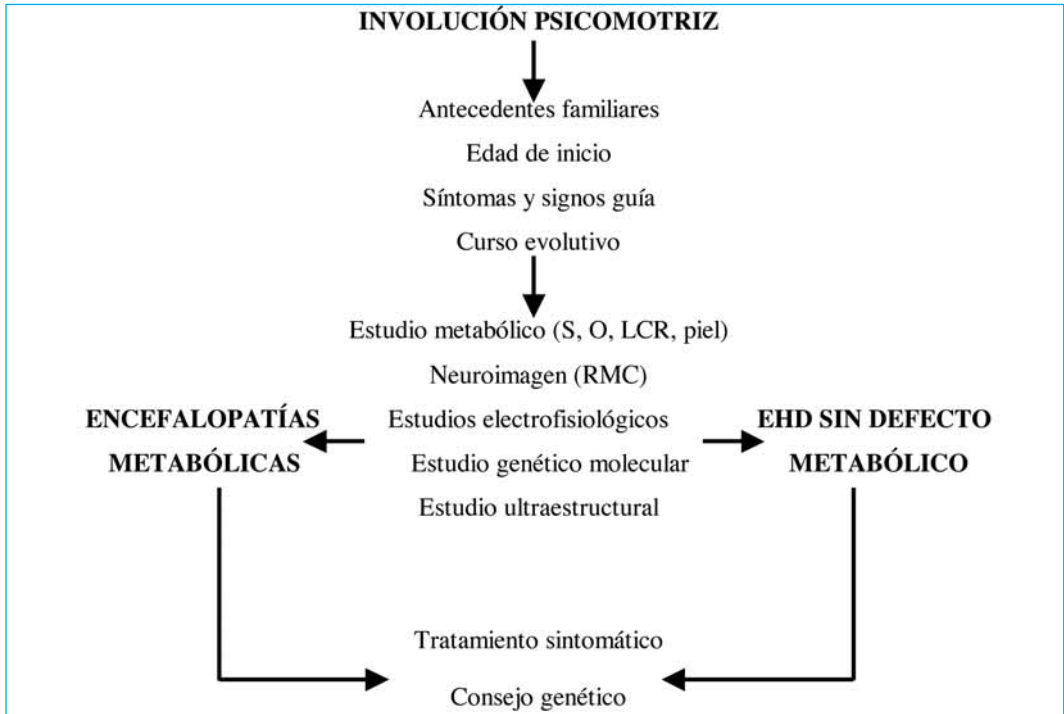 INVOLUCIÓN PSICOMOTRIZ
Antecedentes familiares
Edad de inicio
Síntomas y signos guía
Curso evolutivo
Estudio metabólico (S, O, LCR, piel)
Neuroimagen (RMC)
ENCEFALOPATÍAS
METABÓLICAS
Estudios electrofisiológicos
Estudio genético molecular
Estudio ultraestructural
EHD SIN DEFECTO
METABÓLICO
Tratamiento sintomático
Consejo genético